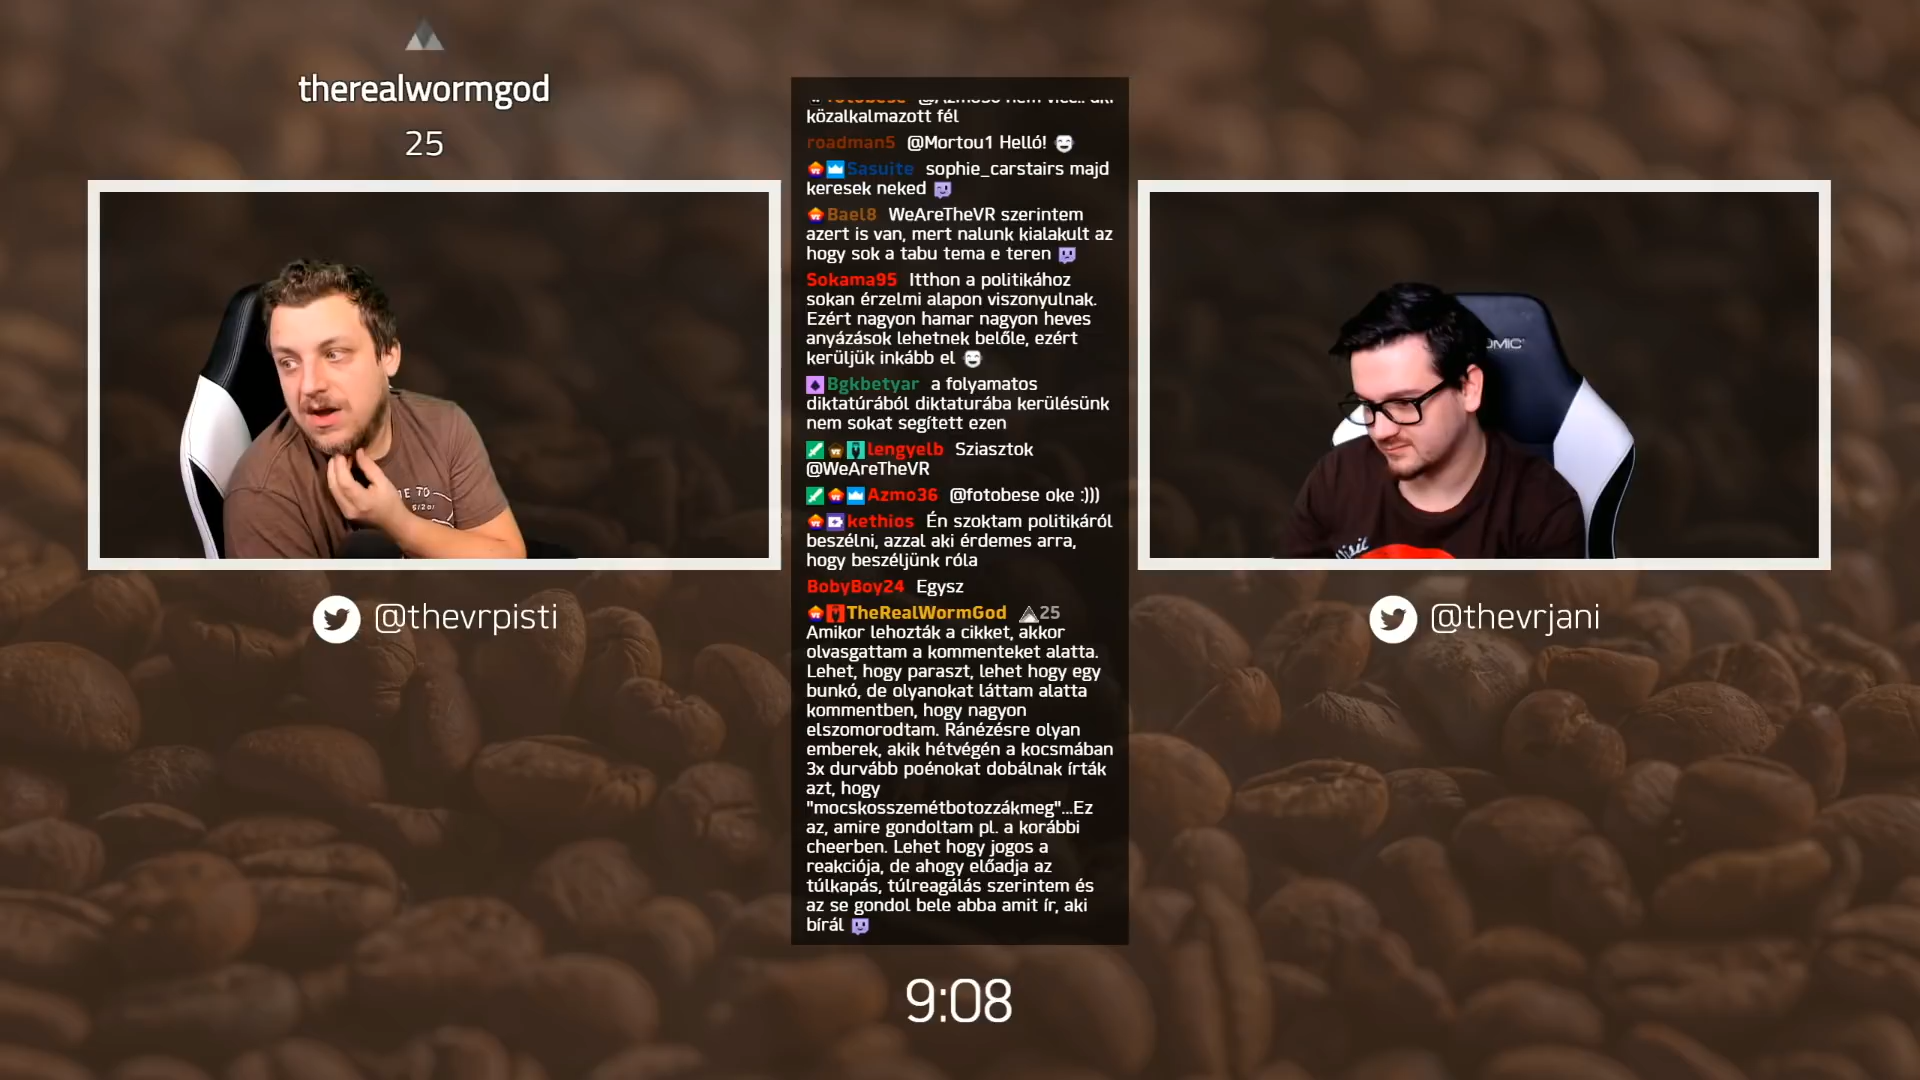 therealwormgod
25
közalkalmazott fél
roadman5 @Mortou1 Helló!
Sasuite sophie_carstairs majd
keresek neked
Bael8 WeAreTheVR szerintem
azert is van, mert nalunk kialakult az
hogy sok a tabu tema e teren
Sokama95 Itthon a politikához
sokan érzelmi alapon viszonyulnak.
Ezért nagyon hamar nagyon heves
anyázások lehetnek belőle, ezért
kerüljük inkább el
Bgkbetyar a folyamatos
diktatúrából diktaturába kerülésünk
nem sokat segített ezen
lengyelb Sziasztok
@WeAreTheVR
Azmo36 @fotobese oke :)))
kethios Én szoktam politikáról
beszélni, azzal aki érdemes arra,
hogy beszéljünk róla
BobyBoy24 Egysz
TheRealWormGod 25
Amikor lehozták a cikket, akkor
olvasgattam a kommenteket alatta.
Lehet, hogy paraszt, lehet hogy egy
bunkó, de olyanokat láttam alatta
kommentben, hogy nagyon
elszomorodtam. Ránézésre olyan
emberek, akik hétvégén a kocsmában
3x durvább poénokat dobálnak írták
azt, hogy
"mocskosszemétbotozzákmeg"...Ez
az, amire gondoltam pl. a korábbi
cheerben. Lehet hogy jogos a
reakciója, de ahogy előadja az
túlkapás, túlreagálás szerintem és
az se gondol bele abba amit ír, aki
bírál
TO
OMIC
Visit
@thevrpisti
@thevrjani
9:08